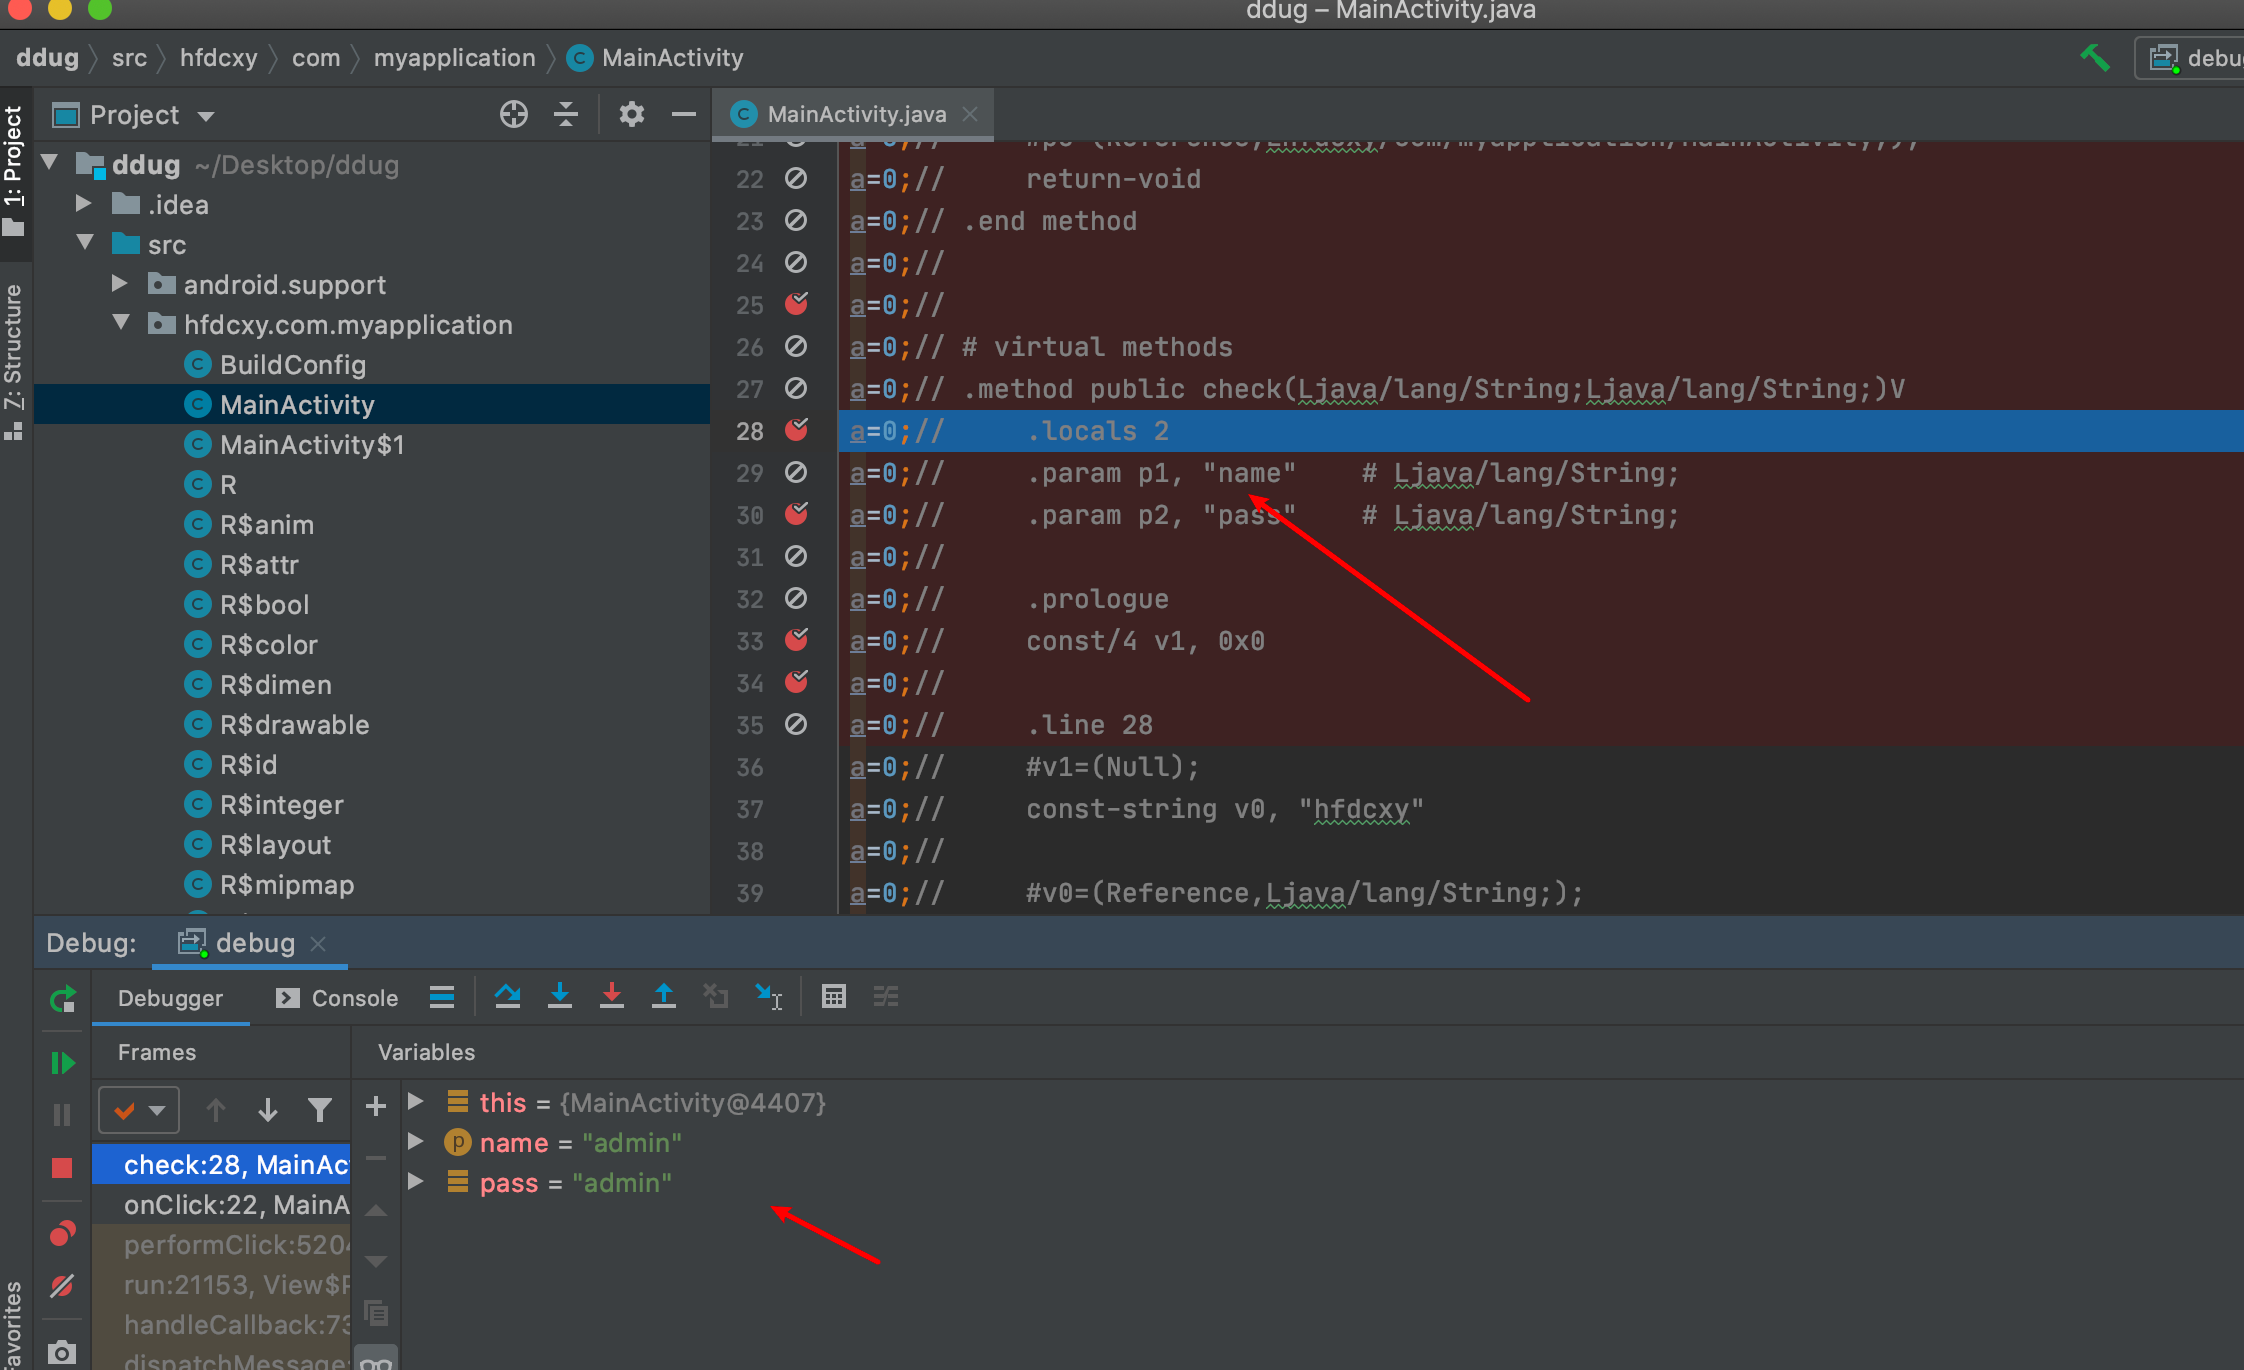 ddug – MainActivity.java
ddug src hfdcxy com myapplication MainActivity
Project
MainActivity.java
1: Project
Z: Structure
Favorites
ddug ~/Desktop/ddug
.idea
src
android.support
hfdcxy.com.myapplication
BuildConfig
MainActivity
MainActivity$1
R
R$anim
R$attr
R$bool
R$color
R$dimen
R$drawable
R$id
R$integer
R$layout
R$mipmap
22 a=0;// return-void
23 a=0;// .end method
24 a=0;//
25 a=0;//
26 a=0;// # virtual methods
27 a=0;// .method public check(Ljava/lang/String;Ljava/lang/String;)V
28 a=0;// .locals 2
29 a=0;// .param p1, "name" # Ljava/lang/String;
30 a=0;// .param p2, "pass" # Ljava/lang/String;
31 a=0;//
32 a=0;// .prologue
33 a=0;// const/4 v1, 0x0
34 a=0;//
35 a=0;// .line 28
36 a=0;// #v1=(Null);
37 a=0;// const-string v0, "hfdcxy"
38 a=0;//
39 a=0;// #v0=(Reference,Ljava/lang/String;);
Debug: debug
Debugger Console
Frames Variables
check:28, MainAc
onClick:22, MainA
performClick:520
run:21153, View$
handleCallback:73
dispatchMessage:
this = {MainActivity@4407}
name = "admin"
pass = "admin"